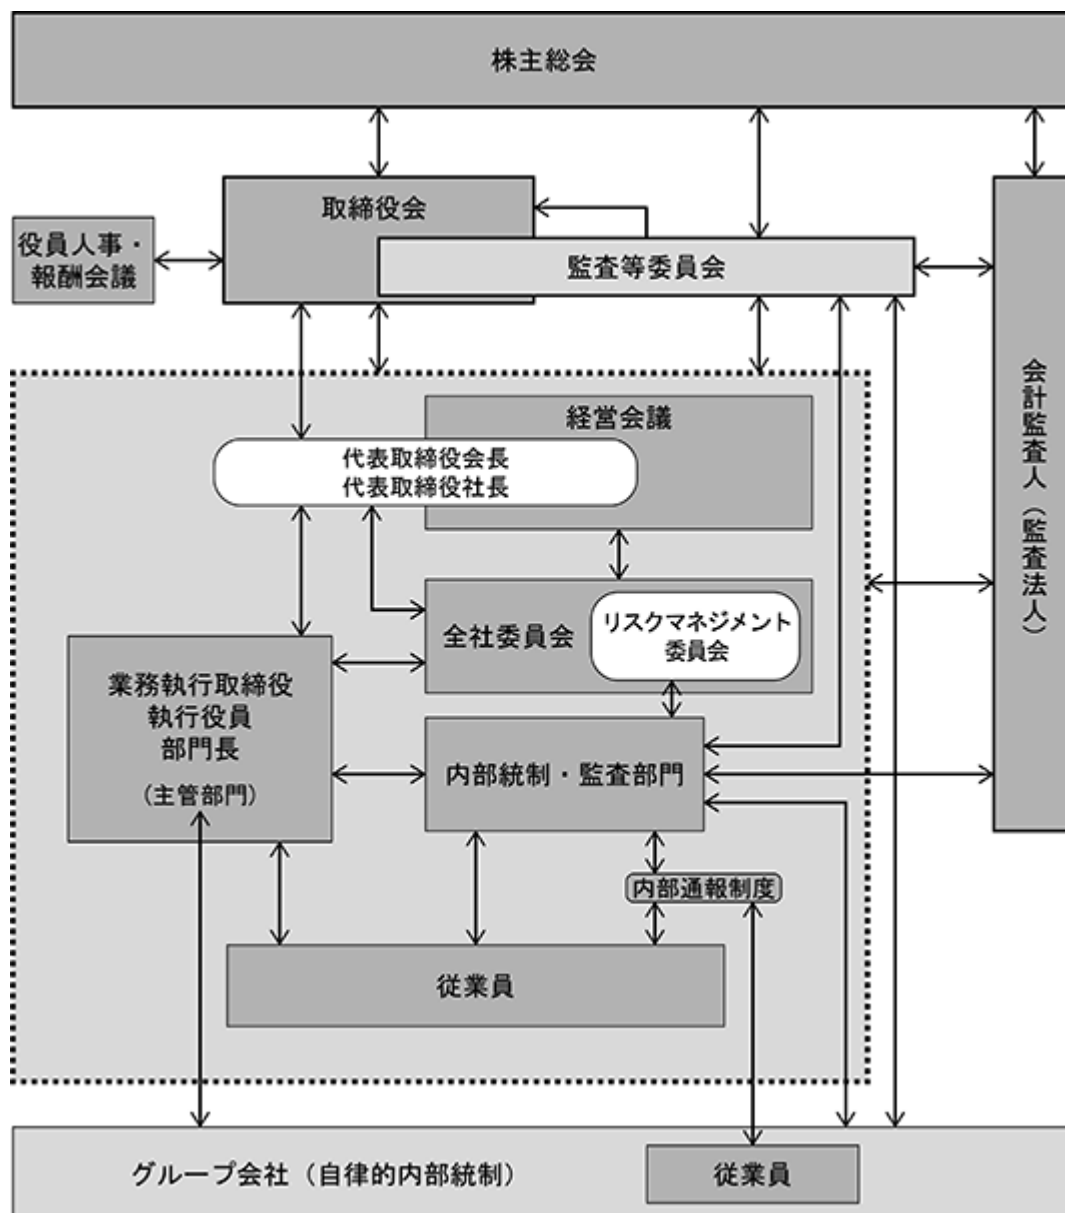 株主総会
取締役会
役員人事・
報酬会議
監査等委員会
会計監査人（監査法人）
経営会議
代表取締役会長
代表取締役社長
全社委員会
リスクマネジメント
委員会
業務執行取締役
執行役員
部門長
（主管部門）
内部統制・監査部門
内部通報制度
従業員
グループ会社（自律的内部統制）
従業員